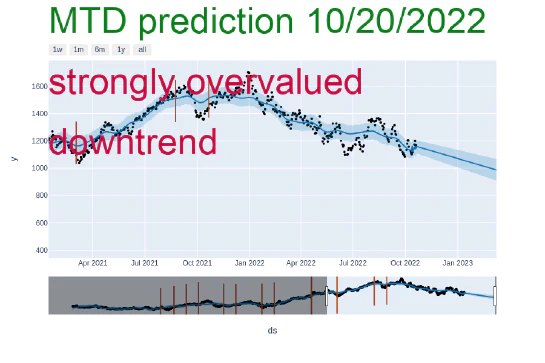 MTD prediction 10/20/2022
1w 1m 6m 1y all
strongly overvalued
downtrend
1600
1400
1200
1000
800
600
400
y
Apr 2021 Jul 2021 Oct 2021 Jan 2022 Apr 2022 Jul 2022 Oct 2022 Jan 2023
ds